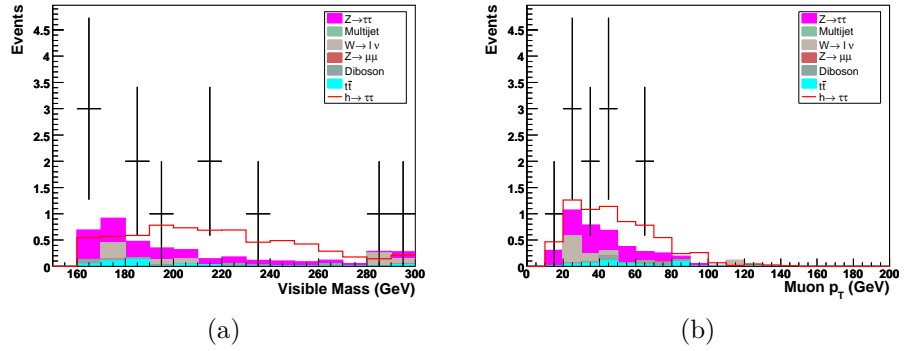 Events
4.5
4
3.5
3
2.5
2
1.5
1
0.5
0
160 180 200 220 240 260 280 300
Visible Mass (GeV)
Z→ττ
Multijet
W→ l ν
Z→ μμ
Diboson
tt̄
h→ ττ
(a)
Events
4.5
4
3.5
3
2.5
2
1.5
1
0.5
0
0 20 40 60 80 100 120 140 160 180 200
Muon p_T (GeV)
Z→ττ
Multijet
W→ l ν
Z→ μμ
Diboson
tt̄
h→ ττ
(b)